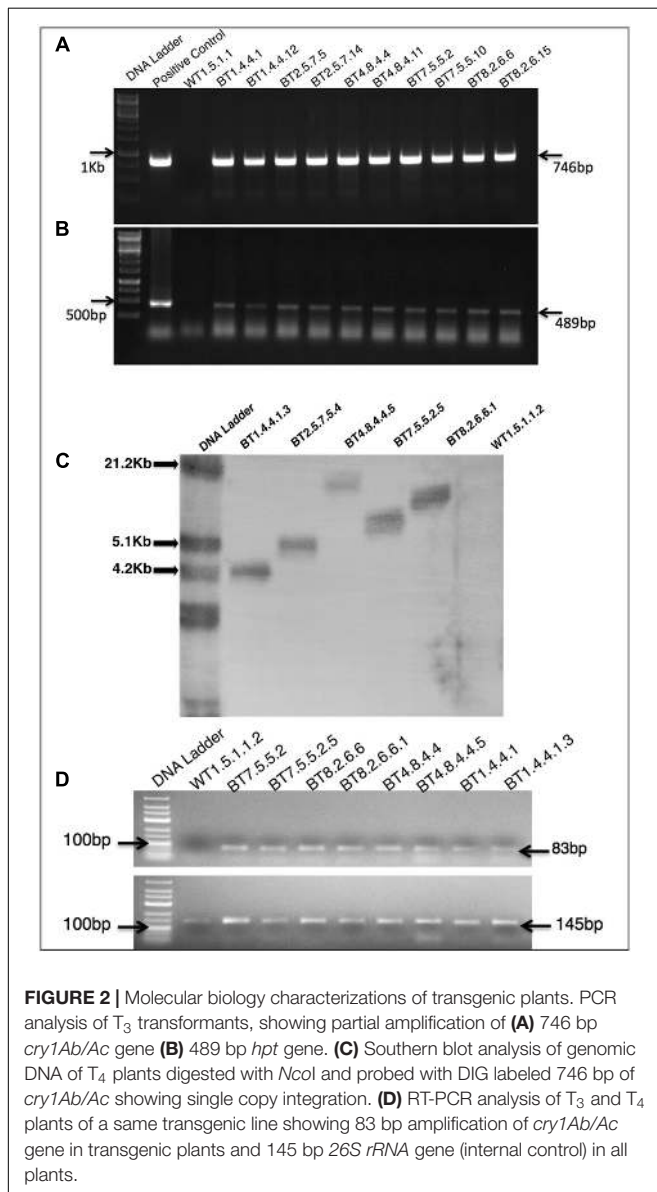 A
DNA Ladder
Positive Control
WT1.5.1.1
BT1.4.4.1
BT1.4.4.12
BT2.5.7.5
BT2.5.7.14
BT4.8.4.4
BT4.8.4.11
BT7.5.5.2
BT7.5.5.10
BT8.2.6.6
BT8.2.6.15
1Kb
746bp
B
500bp
489bp
C
DNA Ladder
BT1.4.4.1.3
BT2.5.7.5.4
BT4.8.4.4.5
BT7.5.5.2.5
BT8.2.6.6.1
WT1.5.1.1.2
21.2Kb
5.1Kb
4.2Kb
D
DNA Ladder
WT1.5.1.1.2
BT7.5.5.2
BT7.5.5.2.5
BT8.2.6.6
BT8.2.6.6.1
BT4.8.4.4
BT4.8.4.4.5
BT1.4.4.1
BT1.4.4.1.3
100bp
83bp
100bp
145bp
FIGURE 2 | Molecular biology characterizations of transgenic plants. PCR
analysis of T3 transformants, showing partial amplification of (A) 746 bp
cry1Ab/Ac gene (B) 489 bp hpt gene. (C) Southern blot analysis of genomic
DNA of T4 plants digested with NcoI and probed with DIG labeled 746 bp of
cry1Ab/Ac showing single copy integration. (D) RT-PCR analysis of T3 and T4
plants of a same transgenic line showing 83 bp amplification of cry1Ab/Ac
gene in transgenic plants and 145 bp 26S rRNA gene (internal control) in all
plants.